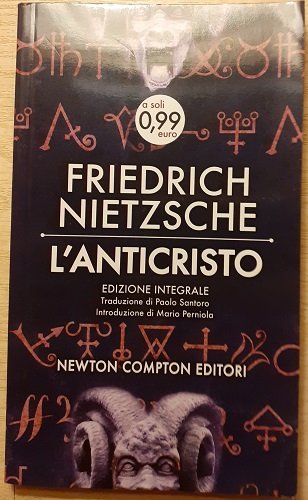 a soli
0,99
euro
FRIEDRICH
NIETZSCHE
L'ANTICRISTO
EDIZIONE INTEGRALE
Traduzione di Paolo Santoro
Introduzione di Mario Perniola
NEWTON COMPTON EDITORI